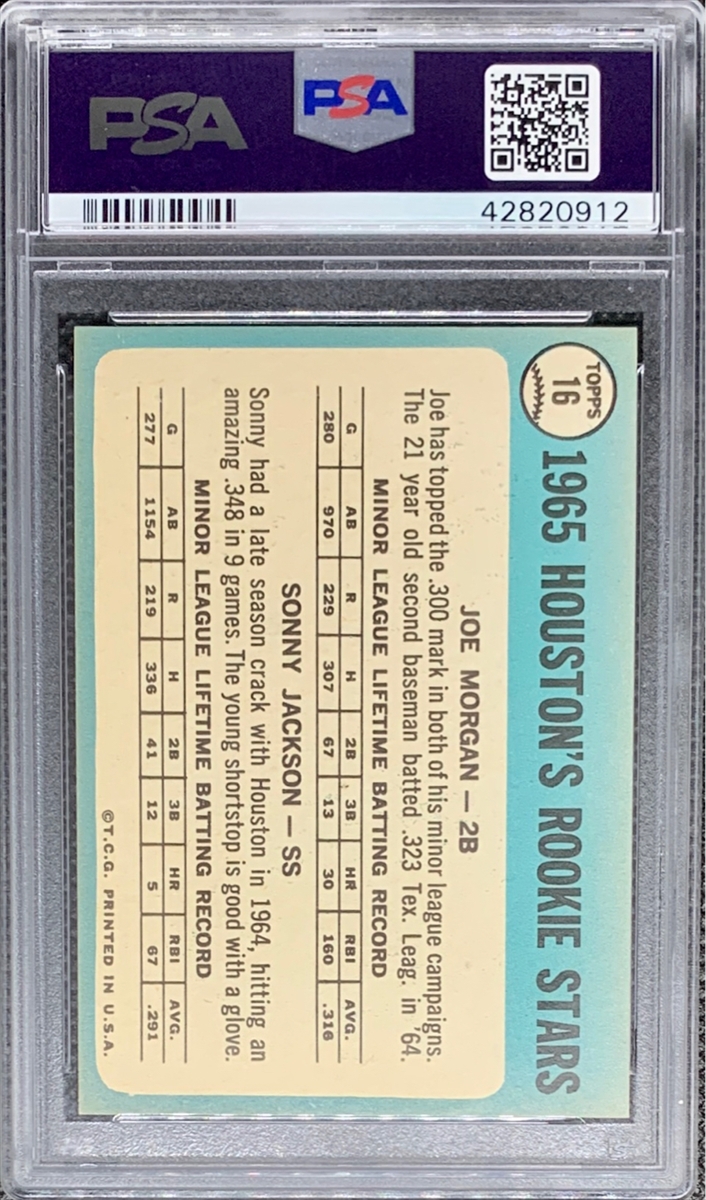 PSA
PSA
42820912
TOPPS
16
1965 HOUSTON'S ROOKIE STARS
JOE MORGAN — 2B
Joe has topped the .300 mark in both of his minor league campaigns.
The 21 year old second baseman batted .323 Tex. Leag. in '64.
MINOR LEAGUE LIFETIME BATTING RECORD
G AB R H 2B 3B HR RBI AVG.
280 970 229 307 67 13 30 160 .316
SONNY JACKSON — SS
Sonny had a late season crack with Houston in 1964, hitting an
amazing .348 in 9 games. The young shortstop is good with a glove.
MINOR LEAGUE LIFETIME BATTING RECORD
G AB R H 2B 3B HR RBI AVG.
277 1154 219 336 41 12 5 67 .291
©T.C.G. PRINTED IN U.S.A.